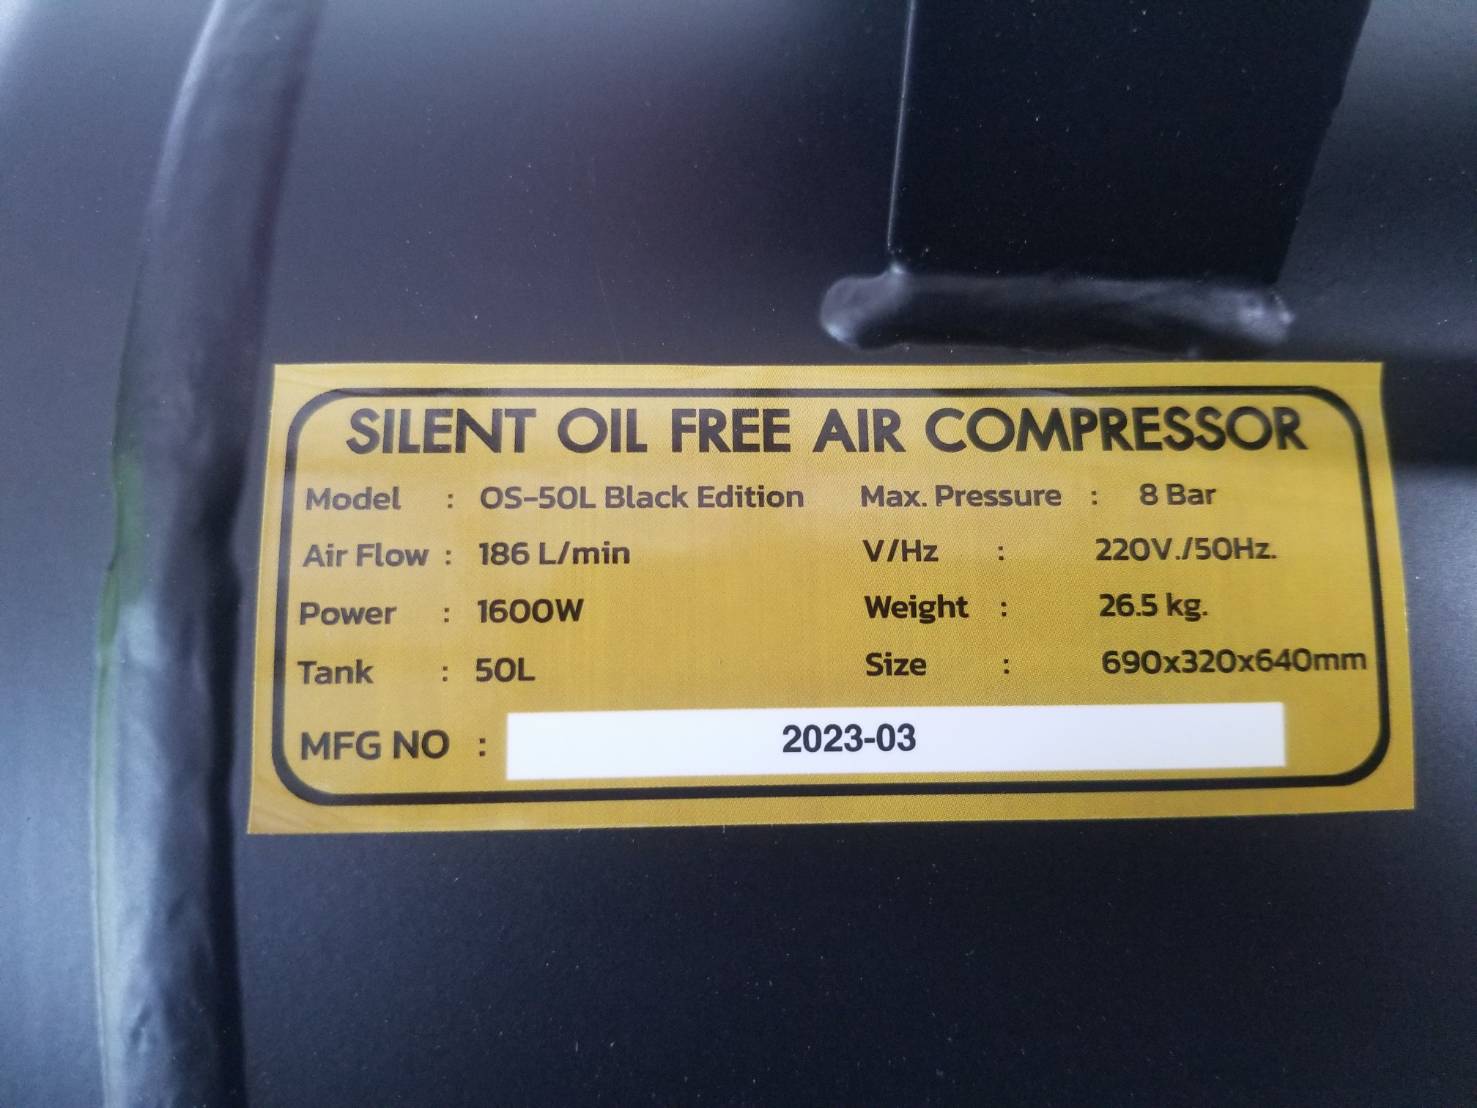 SILENT OIL FREE AIR COMPRESSOR
Model : OS-50L Black Edition Max. Pressure : 8 Bar
Air Flow : 186 L/min V/Hz : 220V./50Hz.
Power : 1600W Weight : 26.5 kg.
Tank : 50L Size : 690x320x640mm
MFG NO : 2023-03